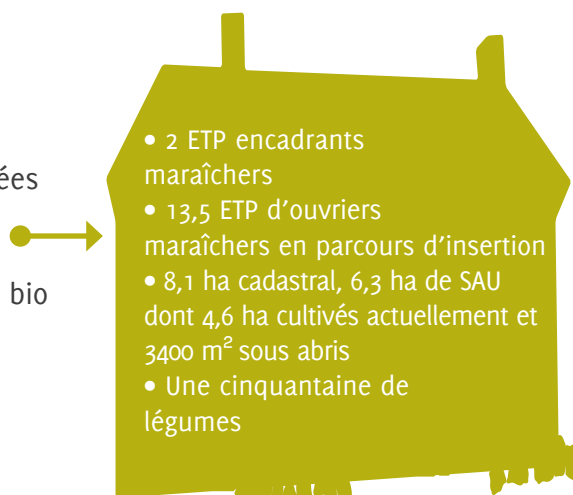 • 2 ETP encadrants
maraîchers
ées
• 13,5 ETP d'ouvriers
maraîchers en parcours d'insertion
bio
• 8,1 ha cadastral, 6,3 ha de SAU
dont 4,6 ha cultivés actuellement et
3400 m² sous abris
• Une cinquantaine de
légumes